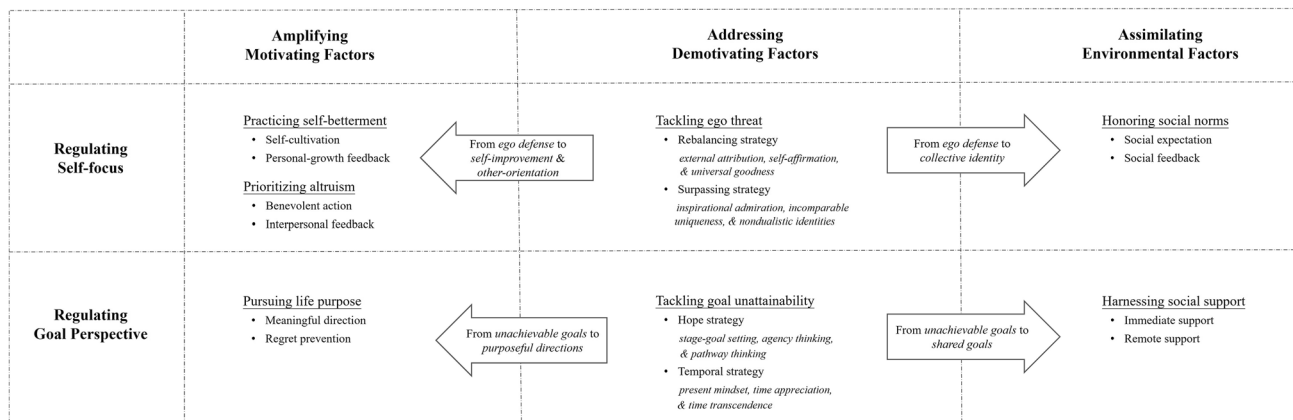 Amplifying
Motivating Factors
Addressing
Demotivating Factors
Assimilating
Environmental Factors
Regulating
Self-focus
Practicing self-betterment
• Self-cultivation
• Personal-growth feedback
Prioritizing altruism
• Benevolent action
• Interpersonal feedback
From ego defense to
self-improvement &
other-orientation
Tackling ego threat
• Rebalancing strategy
external attribution, self-affirmation,
& universal goodness
• Surpassing strategy
inspirational admiration, incomparable
uniqueness, & nondualistic identities
From ego defense to
collective identity
Honoring social norms
• Social expectation
• Social feedback
Regulating
Goal Perspective
Pursuing life purpose
• Meaningful direction
• Regret prevention
From unachievable goals to
purposeful directions
Tackling goal unattainability
• Hope strategy
stage-goal setting, agency thinking,
& pathway thinking
• Temporal strategy
present mindset, time appreciation,
& time transcendence
From unachievable goals to
shared goals
Harnessing social support
• Immediate support
• Remote support